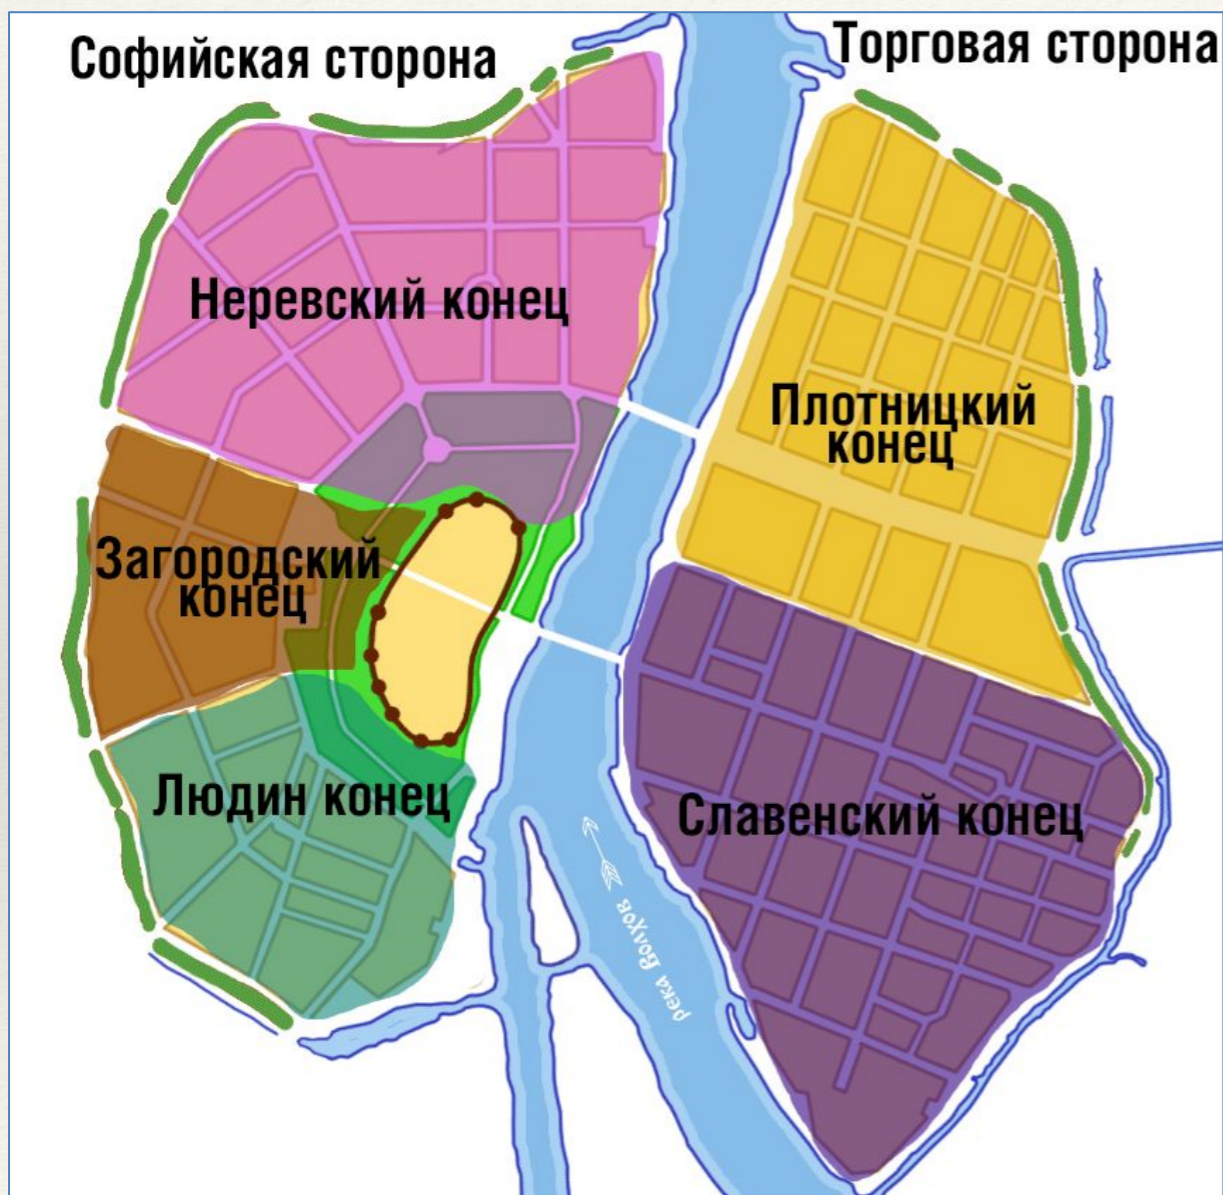 Софийская сторона
Торговая сторона
Неревский конец
Плотницкий
конец
Загородский
конец
Людин конец
Славенский конец
река Волхов